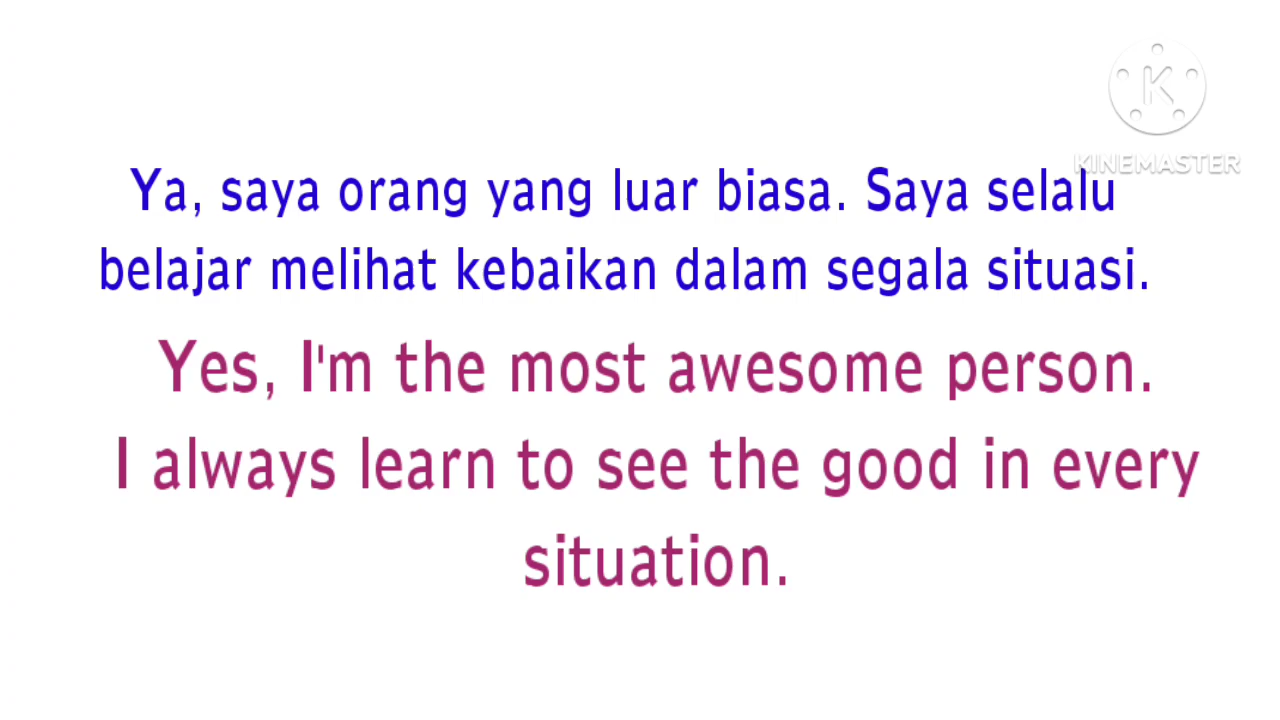 K
KINEMASTER
Ya, saya orang yang luar biasa. Saya selalu
belajar melihat kebaikan dalam segala situasi.
Yes, I'm the most awesome person.
I always learn to see the good in every
situation.